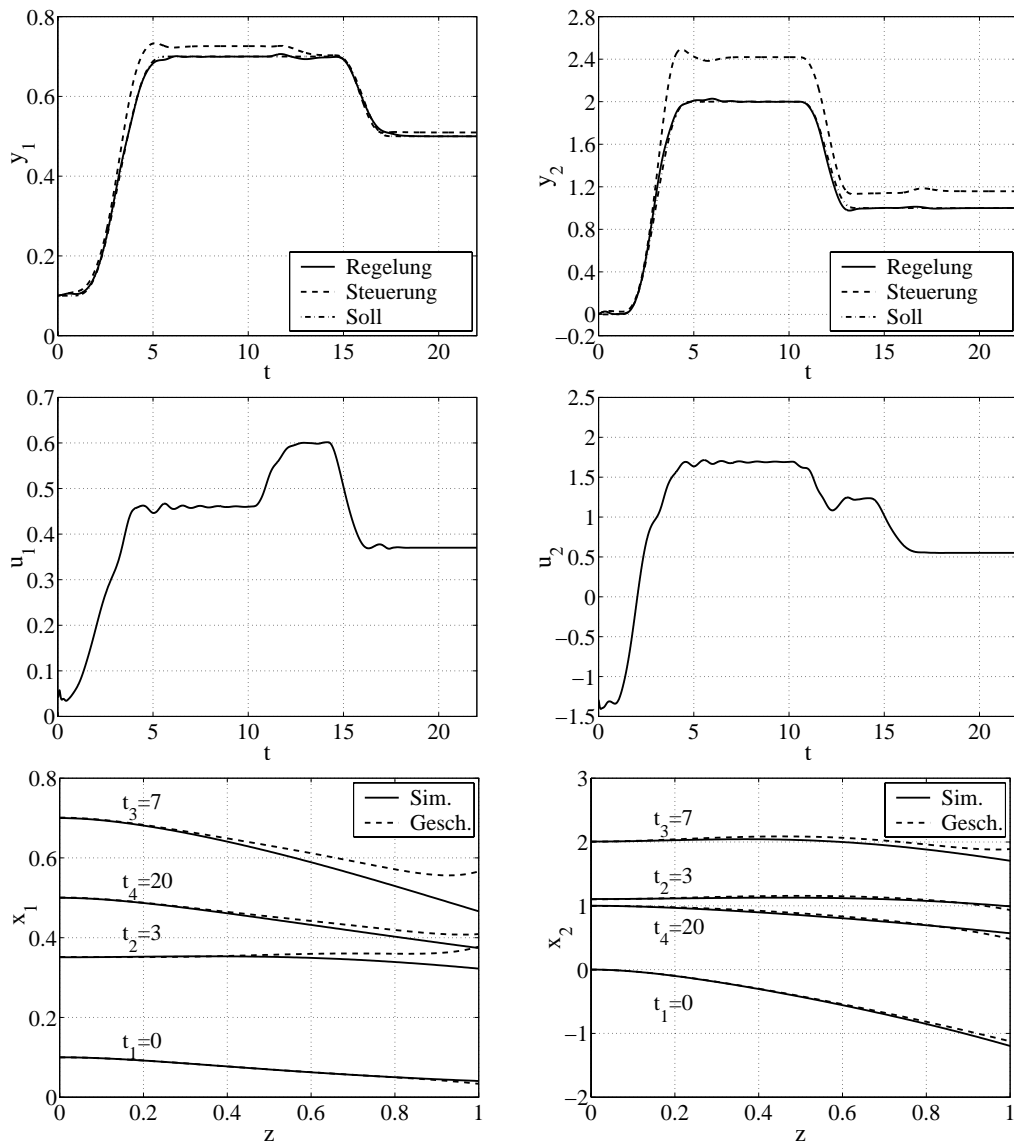 0.8
0.6
0.4
0.2
0
y1
0 5 10 15 20
t
Regelung
Steuerung
Soll
2.8
2.4
2
1.6
1.2
0.8
0.4
0
−0.2
y2
0 5 10 15 20
t
Regelung
Steuerung
Soll
0.7
0.6
0.5
0.4
0.3
0.2
0.1
0
u1
0 5 10 15 20
t
2.5
2
1.5
1
0.5
0
−0.5
−1
−1.5
u2
0 5 10 15 20
t
0.8
0.6
0.4
0.2
0
x1
0 0.2 0.4 0.6 0.8 1
z
t3=7
t4=20
t2=3
t1=0
Sim.
Gesch.
3
2
1
0
−1
−2
x2
0 0.2 0.4 0.6 0.8 1
z
t3=7
t2=3
t4=20
t1=0
Sim.
Gesch.